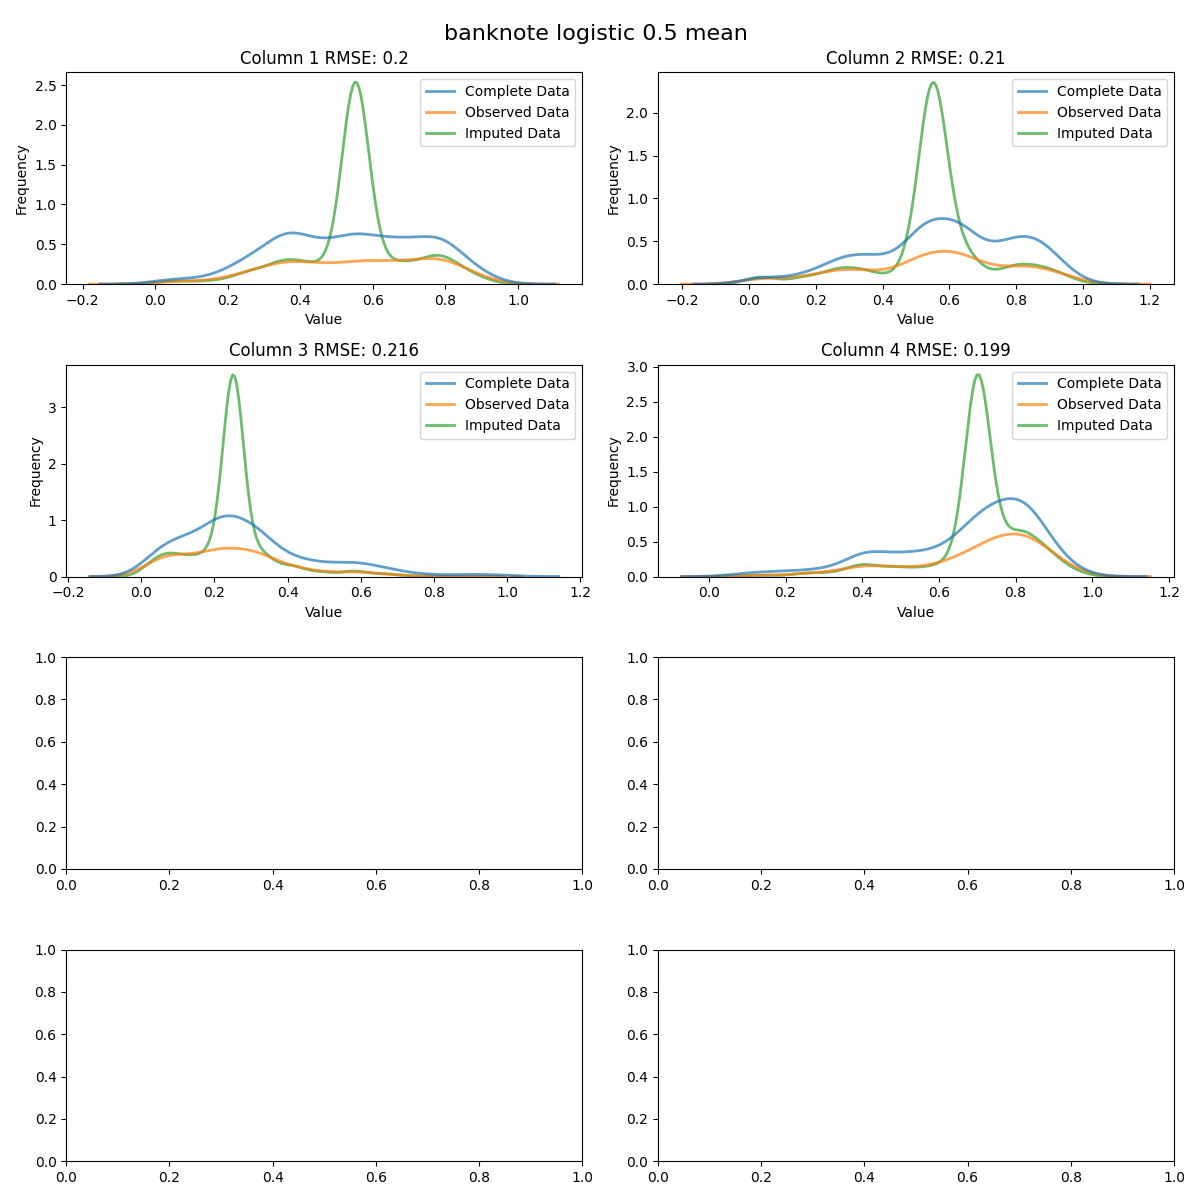 banknote logistic 0.5 mean
Column 1 RMSE: 0.2
Complete Data
Observed Data
Imputed Data
Frequency
2.5
2.0
1.5
1.0
0.5
0.0
−0.2 0.0 0.2 0.4 0.6 0.8 1.0
Value
Column 2 RMSE: 0.21
Complete Data
Observed Data
Imputed Data
Frequency
2.0
1.5
1.0
0.5
0.0
−0.2 0.0 0.2 0.4 0.6 0.8 1.0 1.2
Value
Column 3 RMSE: 0.216
Complete Data
Observed Data
Imputed Data
Frequency
3
2
1
0
−0.2 0.0 0.2 0.4 0.6 0.8 1.0 1.2
Value
Column 4 RMSE: 0.199
Complete Data
Observed Data
Imputed Data
Frequency
3.0
2.5
2.0
1.5
1.0
0.5
0.0
0.0 0.2 0.4 0.6 0.8 1.0 1.2
Value
1.0
0.8
0.6
0.4
0.2
0.0
0.0 0.2 0.4 0.6 0.8 1.0
1.0
0.8
0.6
0.4
0.2
0.0
0.0 0.2 0.4 0.6 0.8 1.0
1.0
0.8
0.6
0.4
0.2
0.0
0.0 0.2 0.4 0.6 0.8 1.0
1.0
0.8
0.6
0.4
0.2
0.0
0.0 0.2 0.4 0.6 0.8 1.0